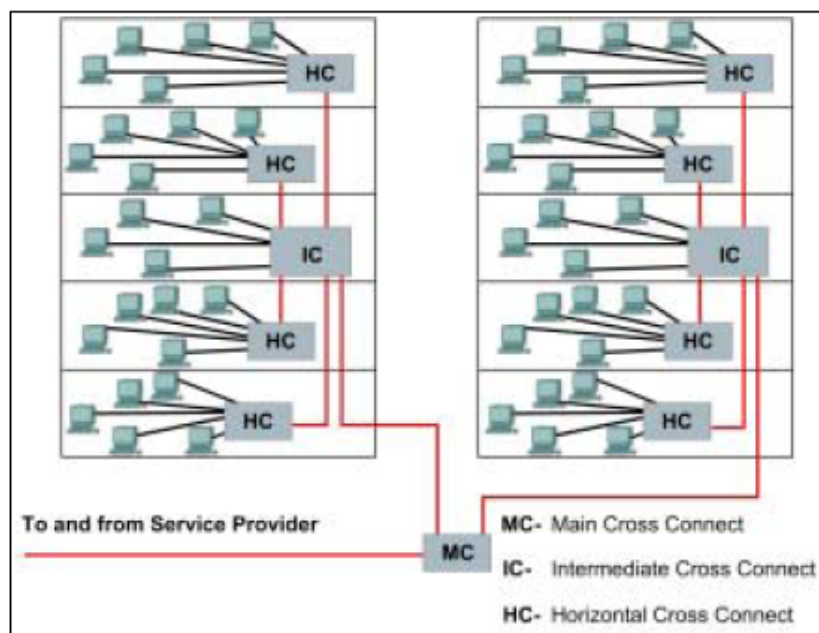 HC
HC
HC
HC
IC
IC
HC
HC
HC
HC
To and from Service Provider
MC
MC- Main Cross Connect
IC- Intermediate Cross Connect
HC- Horizontal Cross Connect